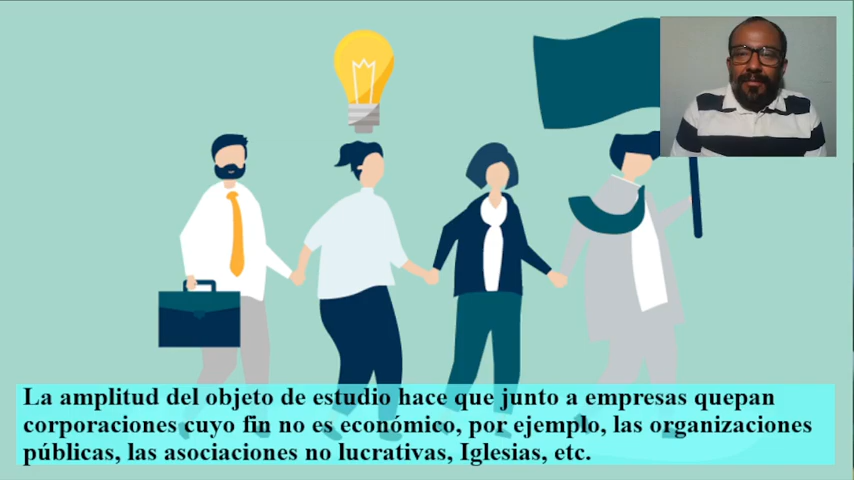 La amplitud del objeto de estudio hace que junto a empresas quepan
corporaciones cuyo fin no es económico, por ejemplo, las organizaciones
públicas, las asociaciones no lucrativas, Iglesias, etc.